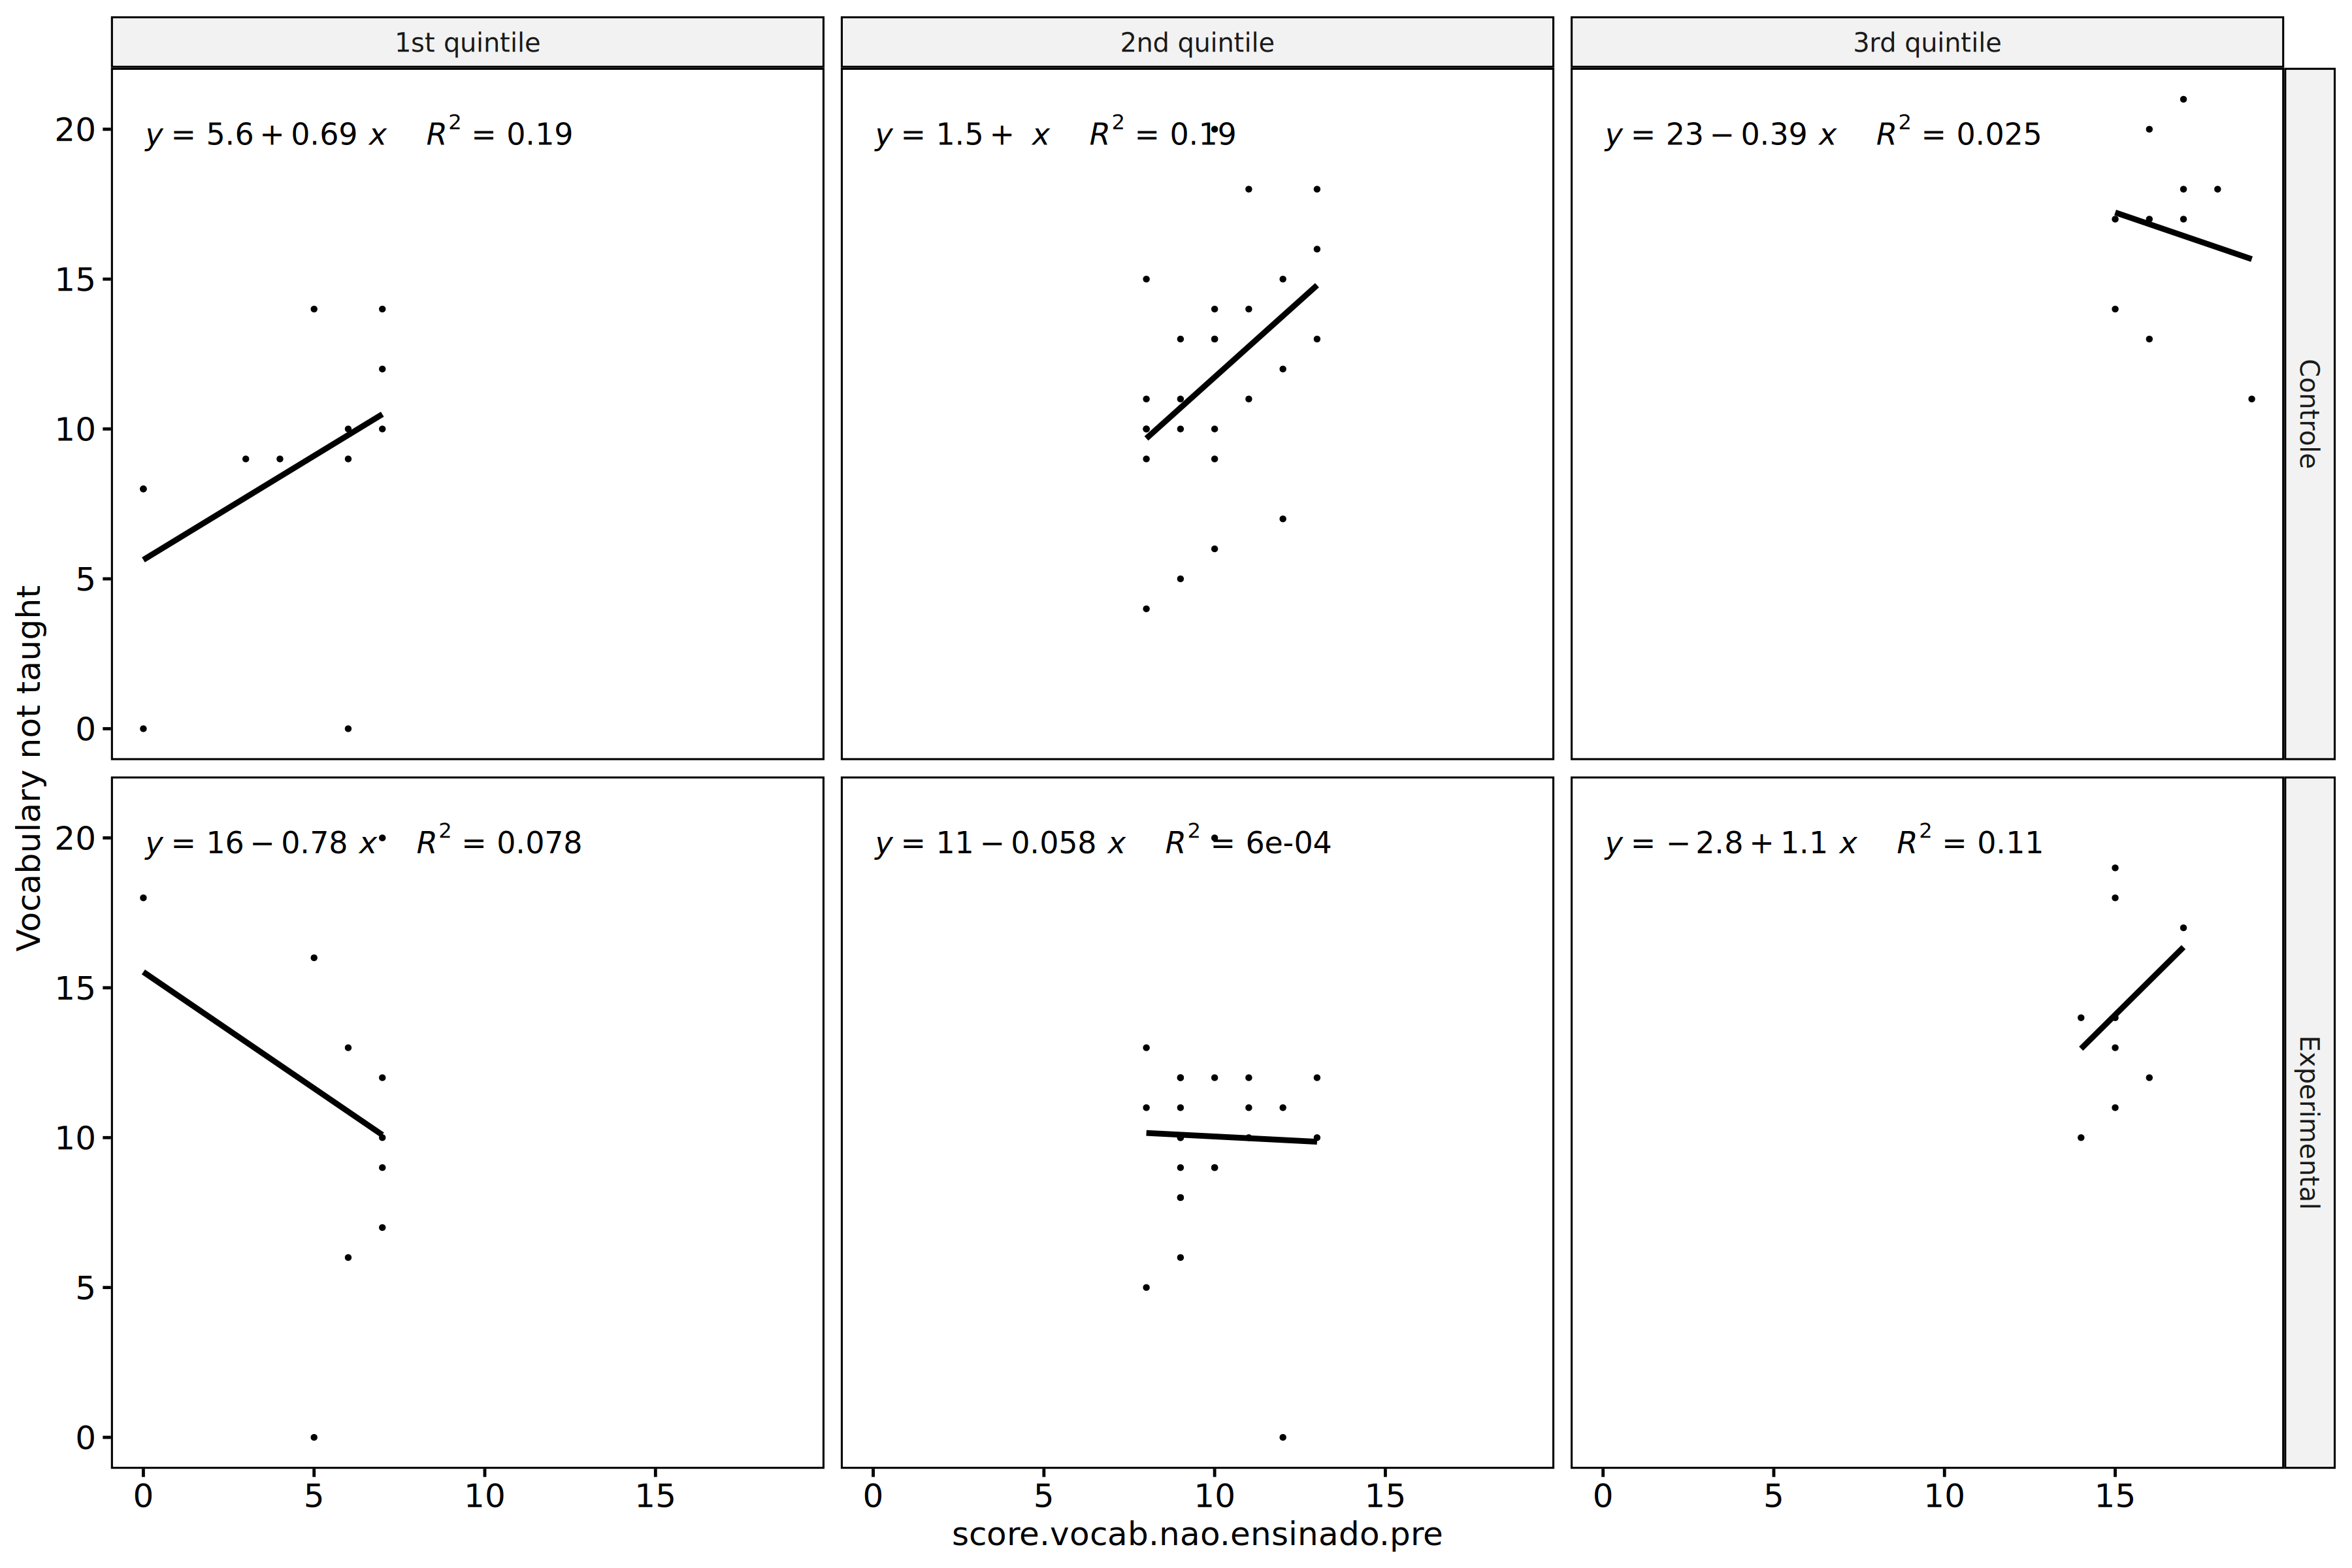 1st quintile
2nd quintile
3rd quintile
y = 5.6 + 0.69 x R² = 0.19
y = 1.5 + x R² = 0.19
y = 23 − 0.39 x R² = 0.025
20
15
10
5
0
Controle
Vocabulary not taught
y = 16 − 0.78 x R² = 0.078
y = 11 − 0.058 x R² = 6e-04
y = − 2.8 + 1.1 x R² = 0.11
20
15
10
5
0
Experimental
0 5 10 15
0 5 10 15
0 5 10 15
score.vocab.nao.ensinado.pre